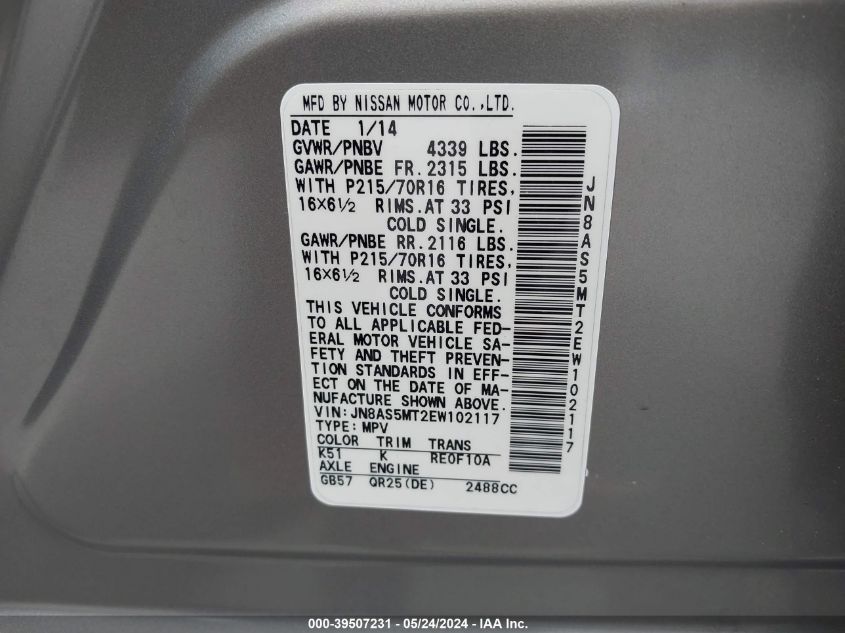 MFD BY NISSAN MOTOR CO.,LTD.
DATE 1/14
GVWR/PNBV 4339 LBS.
GAWR/PNBE FR. 2315 LBS.
WITH P215/70R16 TIRES,
16X6½ RIMS. AT 33 PSI
COLD SINGLE.
GAWR/PNBE RR. 2116 LBS.
WITH P215/70R16 TIRES,
16X6½ RIMS. AT 33 PSI
COLD SINGLE.
THIS VEHICLE CONFORMS
TO ALL APPLICABLE FED-
ERAL MOTOR VEHICLE SA-
FETY AND THEFT PREVEN-
TION STANDARDS IN EFF-
ECT ON THE DATE OF MA-
NUFACTURE SHOWN ABOVE.
VIN: JN8AS5MT2EW102117
TYPE: MPV
COLOR TRIM TRANS
K51 K RE0F10A
AXLE ENGINE
GB57 QR25(DE) 2488CC
JN8AS5MT2EW102117
000-39507231 - 05/24/2024 - IAA Inc.